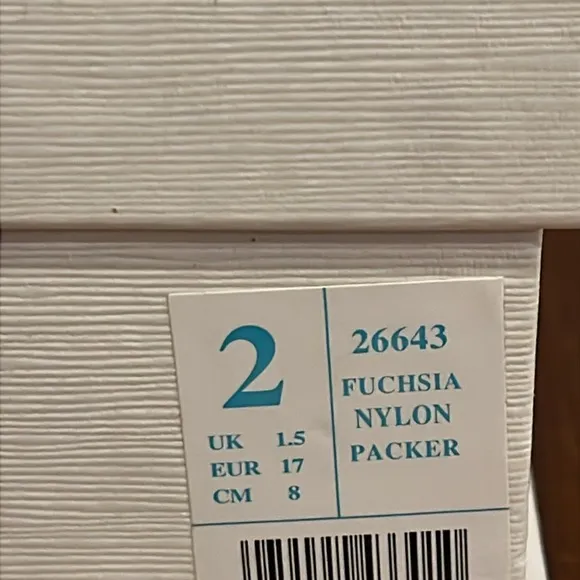 2
UK 1.5
EUR 17
CM 8
26643
FUCHSIA
NYLON
PACKER